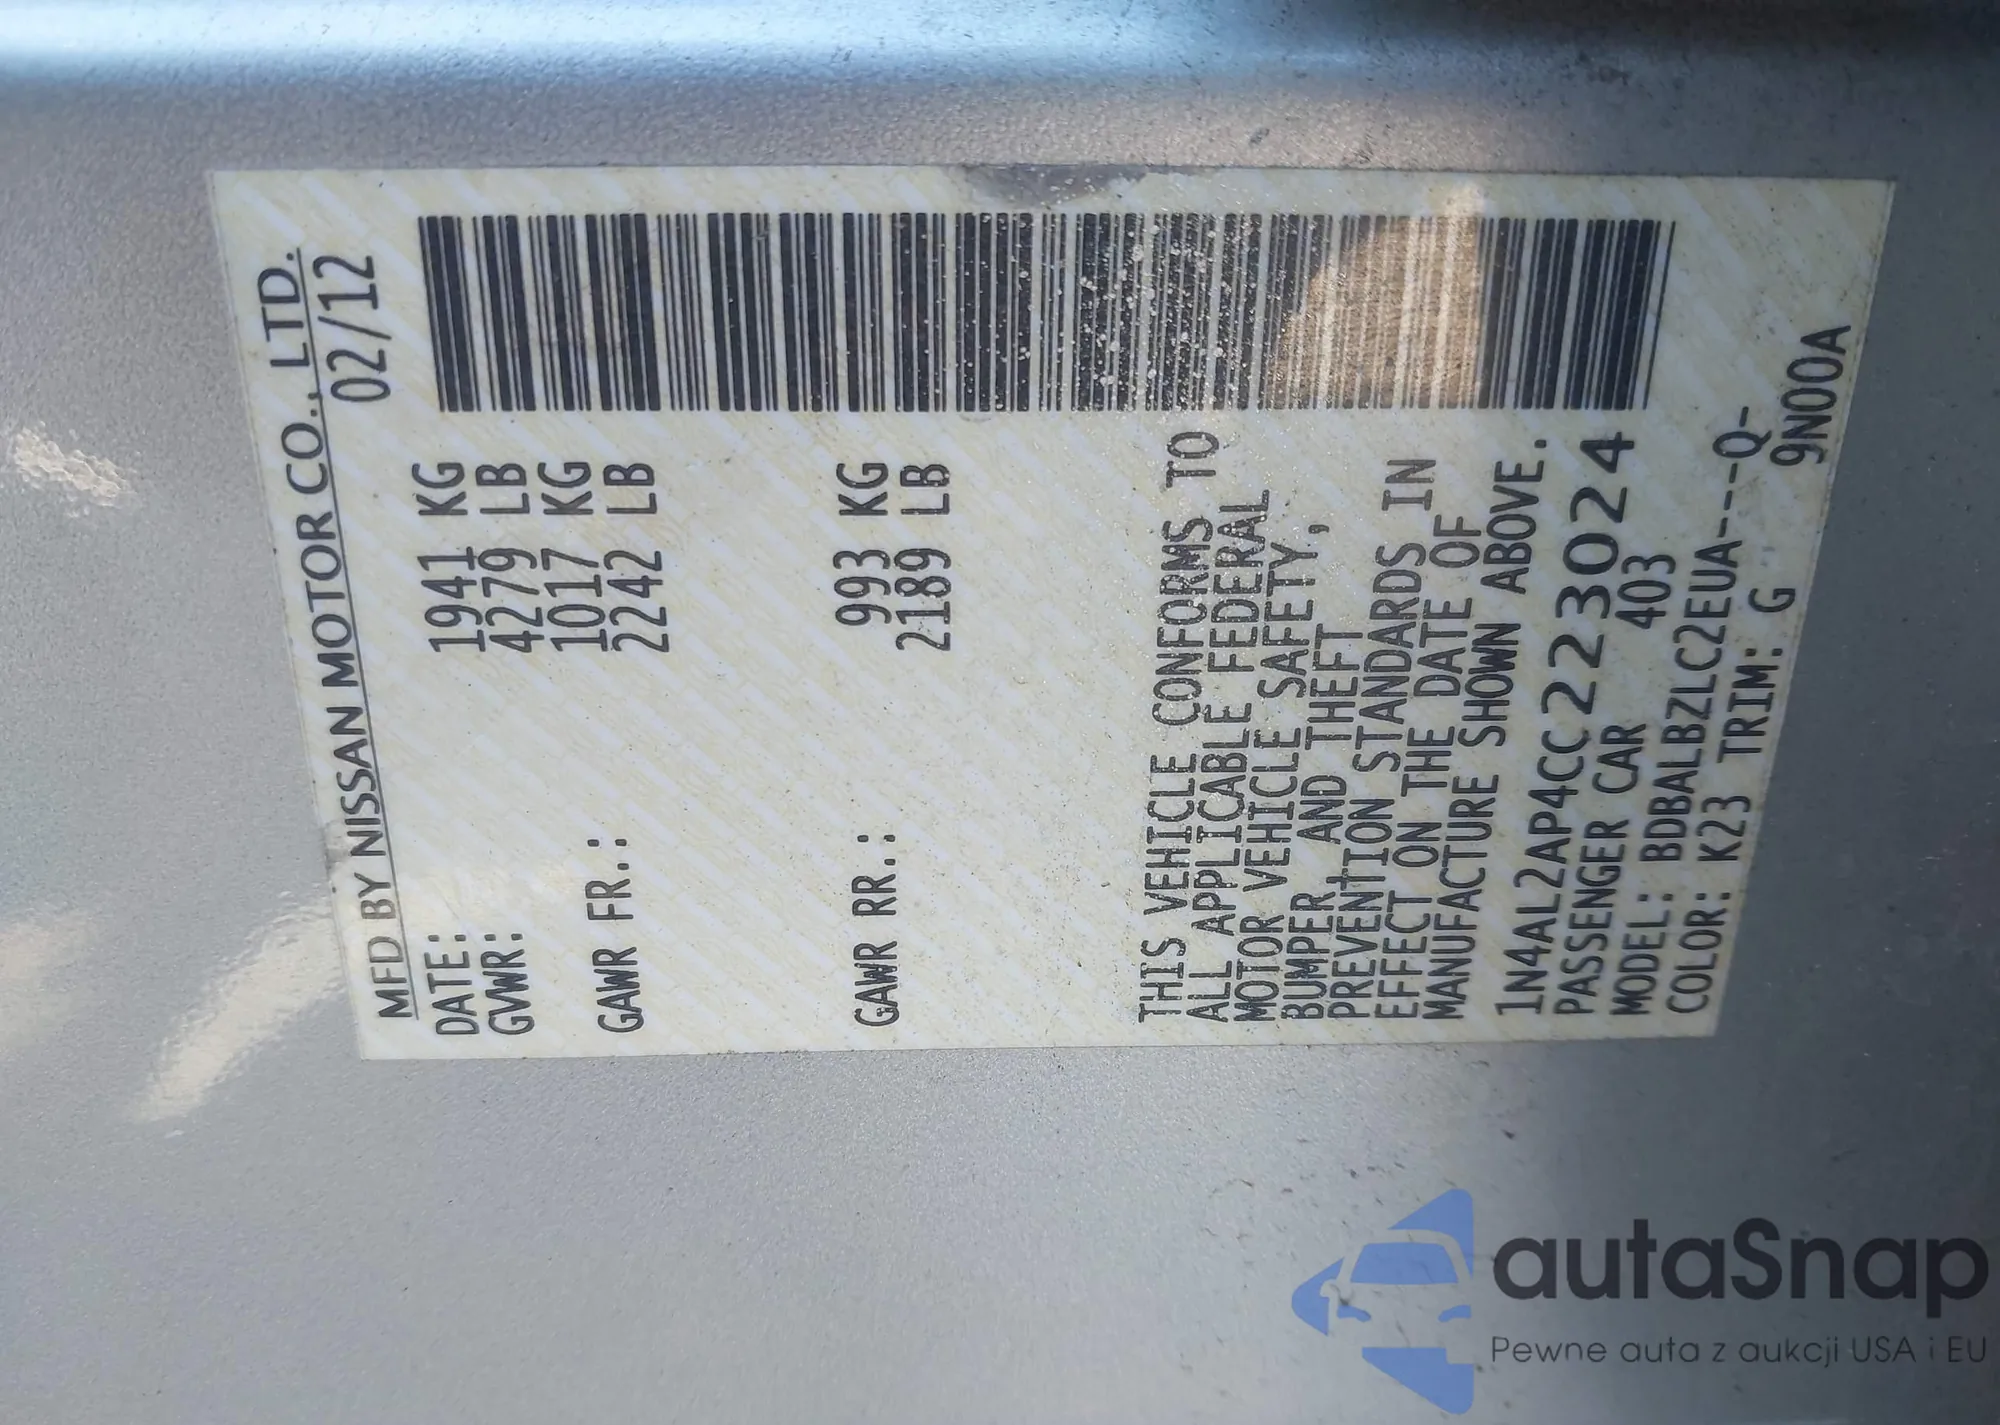 MFD BY NISSAN MOTOR CO., LTD.
DATE: 02/12
GVWR: 1941 KG
4279 LB
GAWR FR.: 1017 KG
2242 LB
GAWR RR.: 993 KG
2189 LB
THIS VEHICLE CONFORMS TO
ALL APPLICABLE FEDERAL
MOTOR VEHICLE SAFETY,
BUMPER, AND THEFT
PREVENTION STANDARDS IN
EFFECT ON THE DATE OF
MANUFACTURE SHOWN ABOVE.
1N4AL2AP4CC223024
PASSENGER CAR 403
MODEL: BDBALBZLC2EUA---Q-
COLOR: K23 TRIM: G
9N00A
autaSnap
Pewne auta z aukcji USA i EU